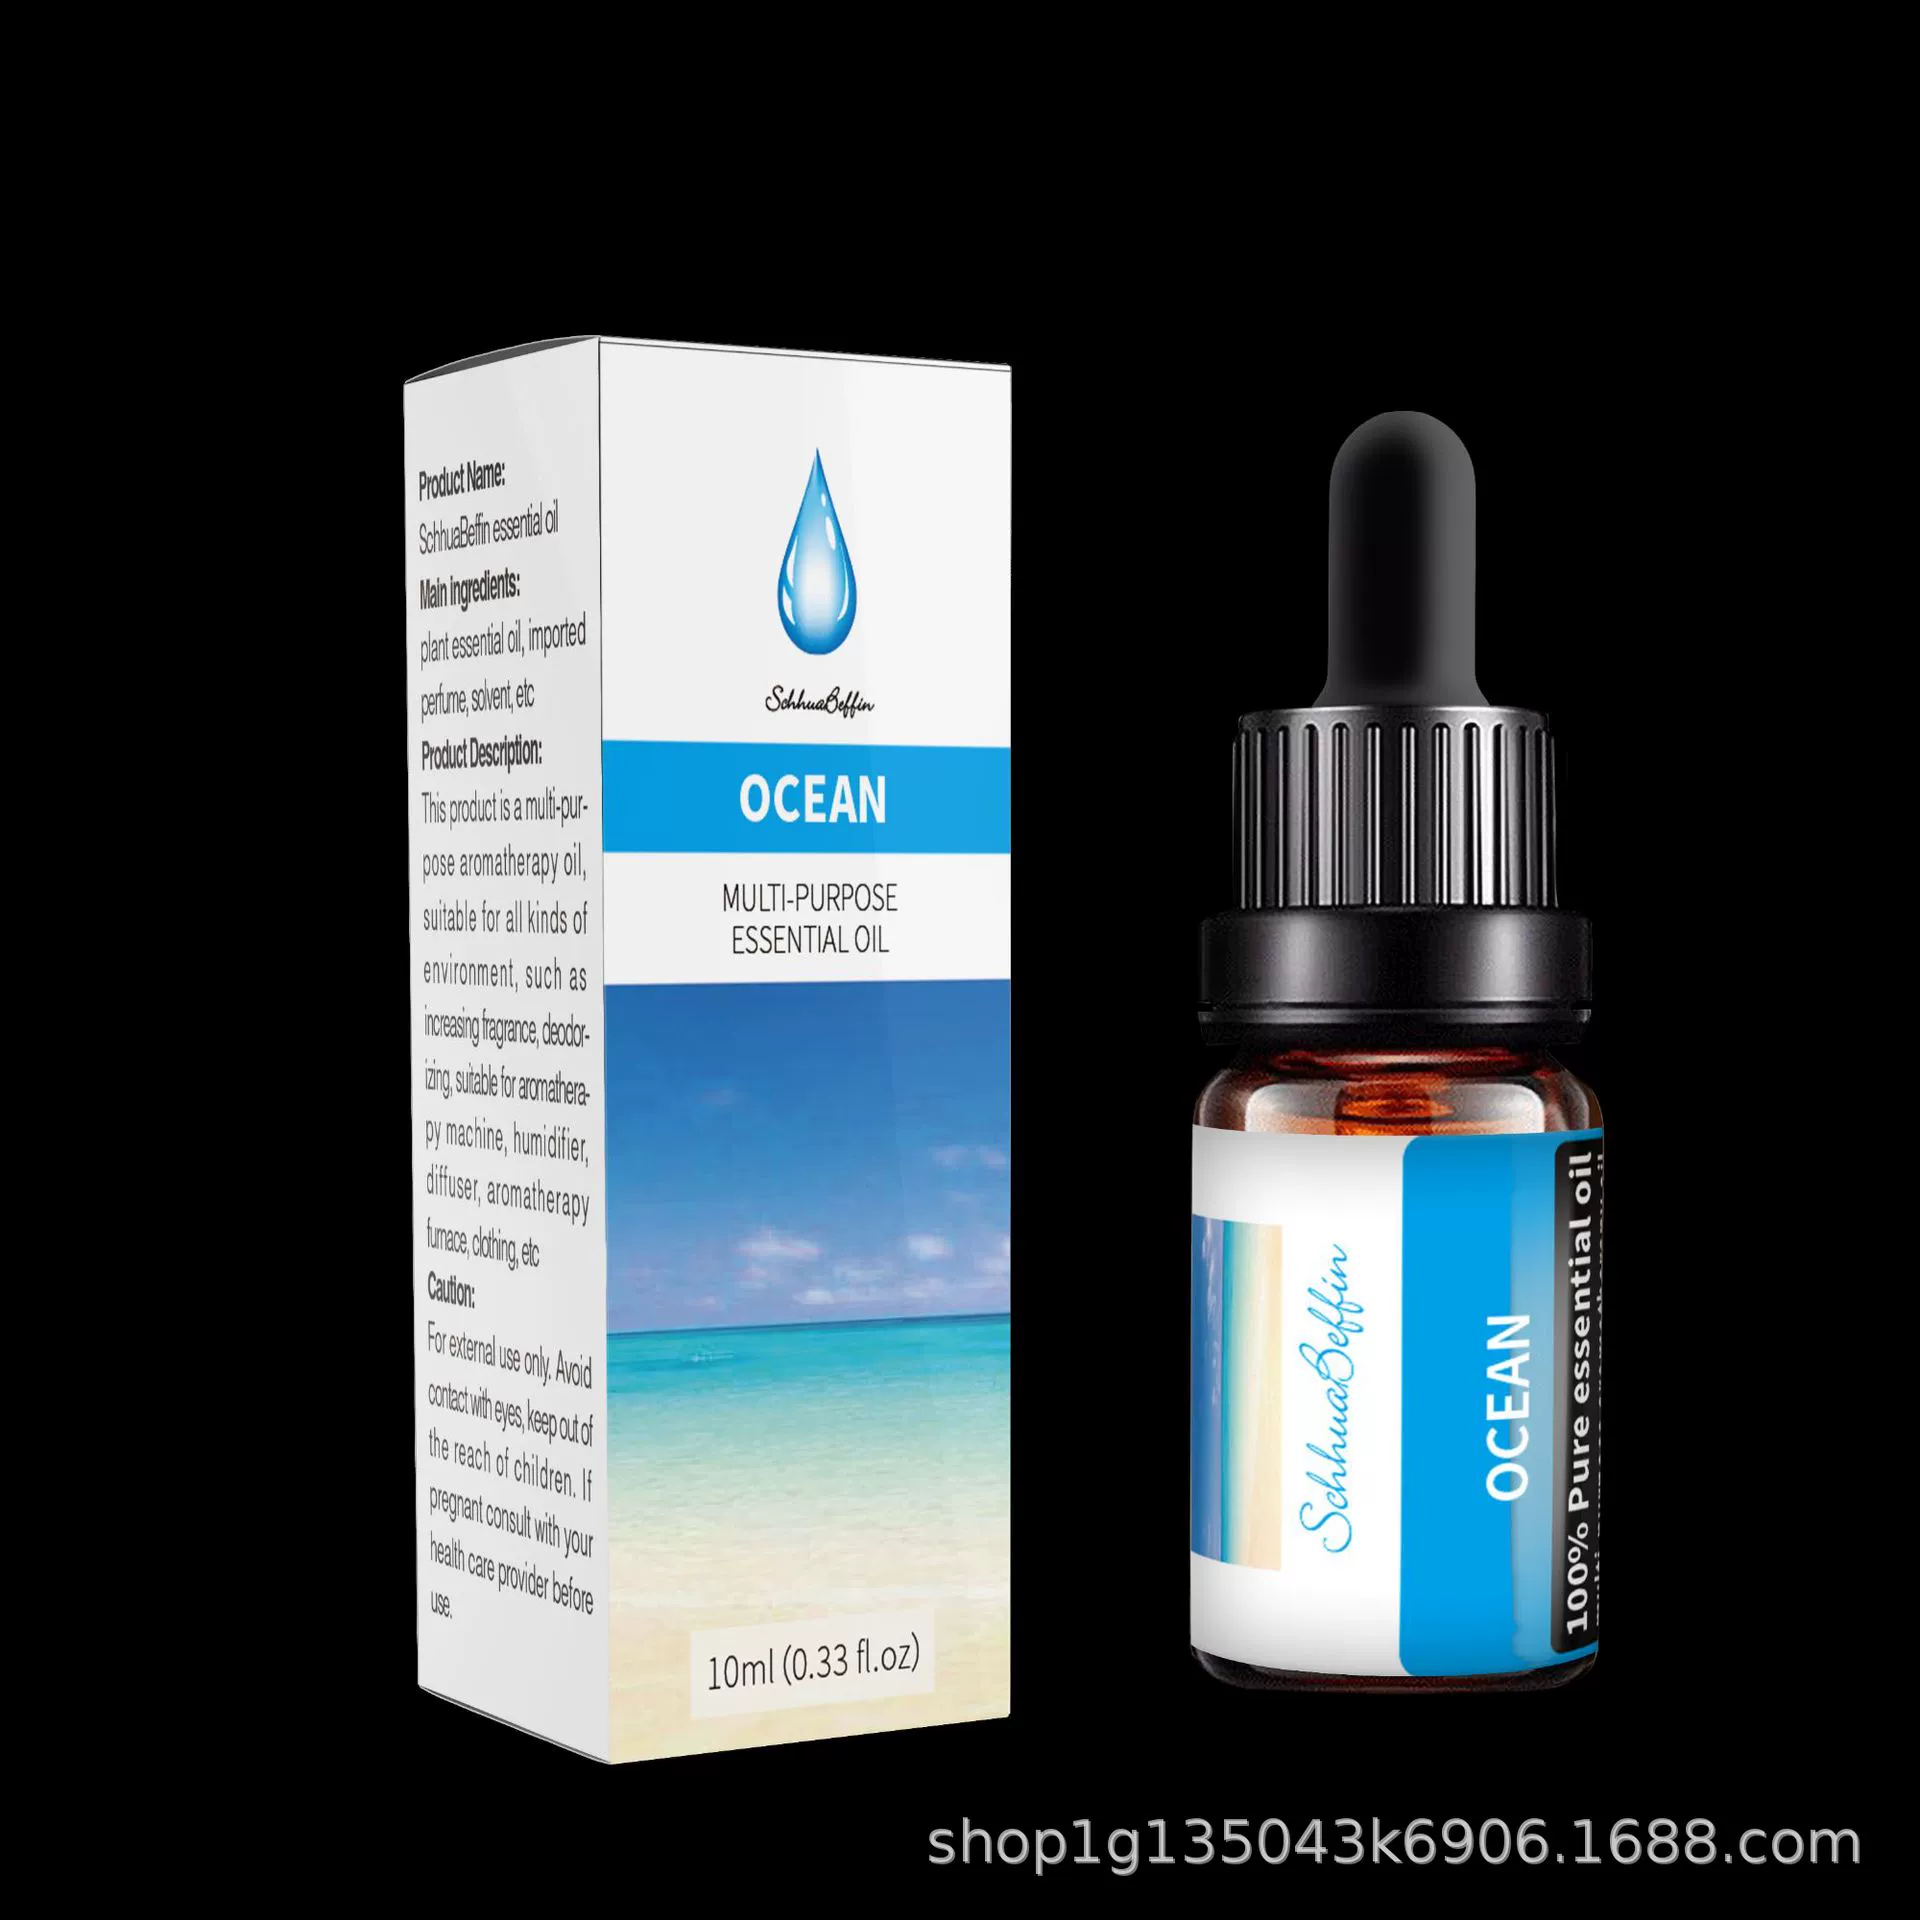 Product Name:
SchhuaBeffin essential oil
Main ingredients:
plant essential oil, imported
perfume, solvent, etc
Product Description:
This product is a multi-pur-
pose aromatherapy oil,
suitable for all kinds of
environment, such as
increasing fragrance, deodor-
izing, suitable for aromathera-
py machine, humidifier,
diffuser, aromatherapy
furnace, clothing, etc
Caution:
For external use only. Avoid
contact with eyes, keep out of
the reach of children. If
pregnant consult with your
health care provider before
use.
SchhuaBeffin
OCEAN
MULTI-PURPOSE
ESSENTIAL OIL
10ml (0.33 fl.oz)
SchhuaBeffin
OCEAN
100% Pure essential oil
shop1g135043k6906.1688.com